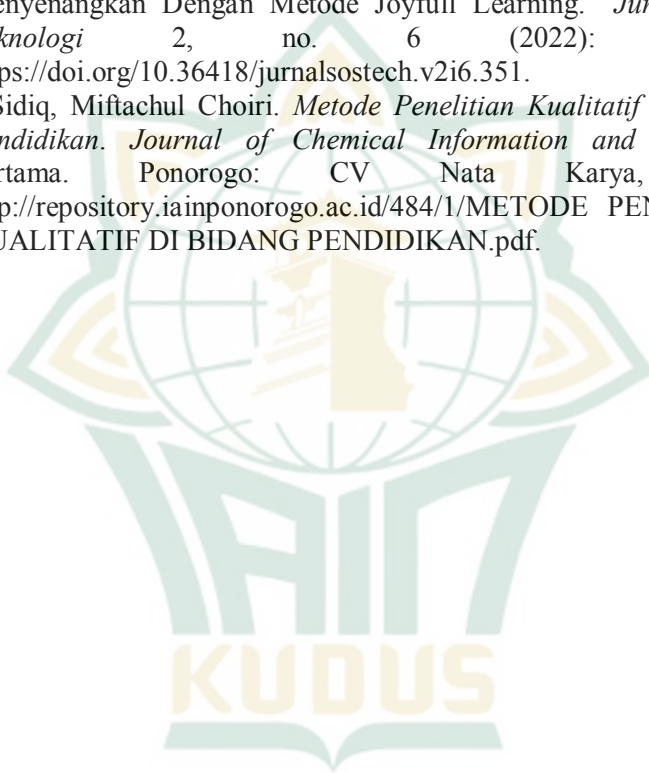 enyenangkan Dengan Metode Joyfull Learning." Jur
knologi 2, no. 6 (2022):
ps://doi.org/10.36418/jurnalsostech.v2i6.351.
Sidiq, Miftachul Choiri. Metode Penelitian Kualitatif
ndidikan. Journal of Chemical Information and
rtama. Ponorogo: CV Nata Karya,
p://repository.iainponorogo.ac.id/484/1/METODE PEN
UALITATIF DI BIDANG PENDIDIKAN.pdf.
IAIN
KUDUS